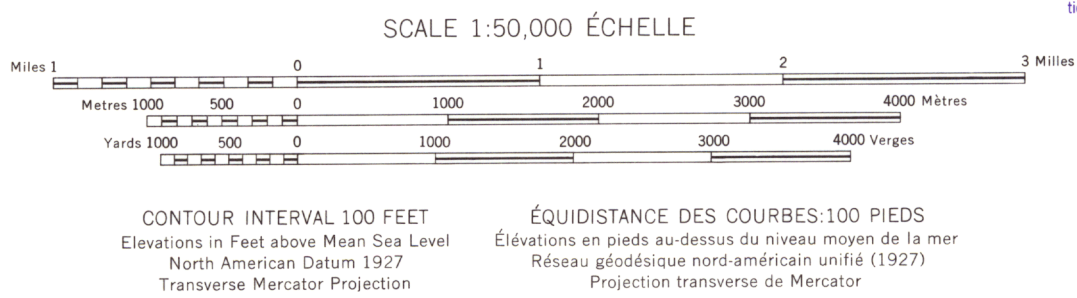 SCALE 1:50,000 ÉCHELLE
Miles 1 0 1 2 3 Milles
Metres 1000 500 0 1000 2000 3000 4000 Mètres
Yards 1000 500 0 1000 2000 3000 4000 Verges
CONTOUR INTERVAL 100 FEET
Elevations in Feet above Mean Sea Level
North American Datum 1927
Transverse Mercator Projection
ÉQUIDISTANCE DES COURBES:100 PIEDS
Élévations en pieds au-dessus du niveau moyen de la mer
Réseau géodésique nord-américain unifié (1927)
Projection transverse de Mercator